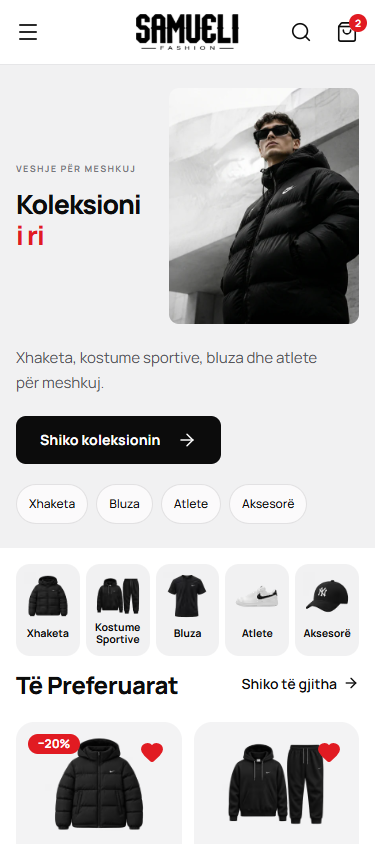 SAMUELI
FASHION
2
VESHJE PËR MESHKUJ
Koleksioni
i ri
Xhaketa, kostume sportive, bluza dhe atlete
për meshkuj.
Shiko koleksionin
Xhaketa
Bluza
Atlete
Aksesorë
Xhaketa
Kostume
Sportive
Bluza
Atlete
Aksesorë
Të Preferuarat
Shiko të gjitha
−20%